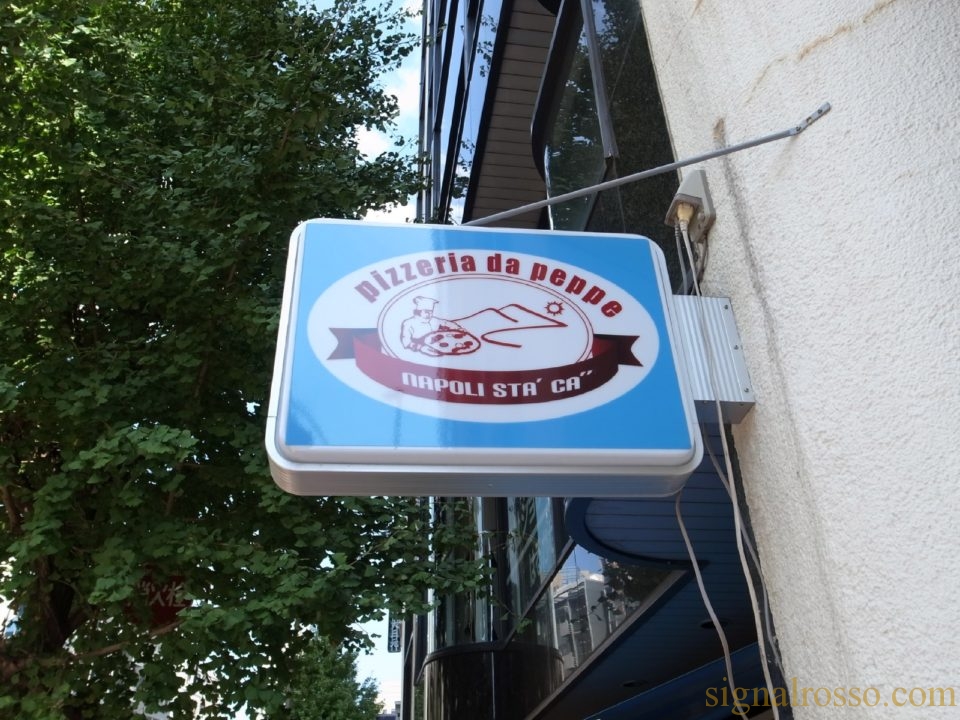 pizzeria da peppe
NAPOLI STA' CA''
signalrosso.com